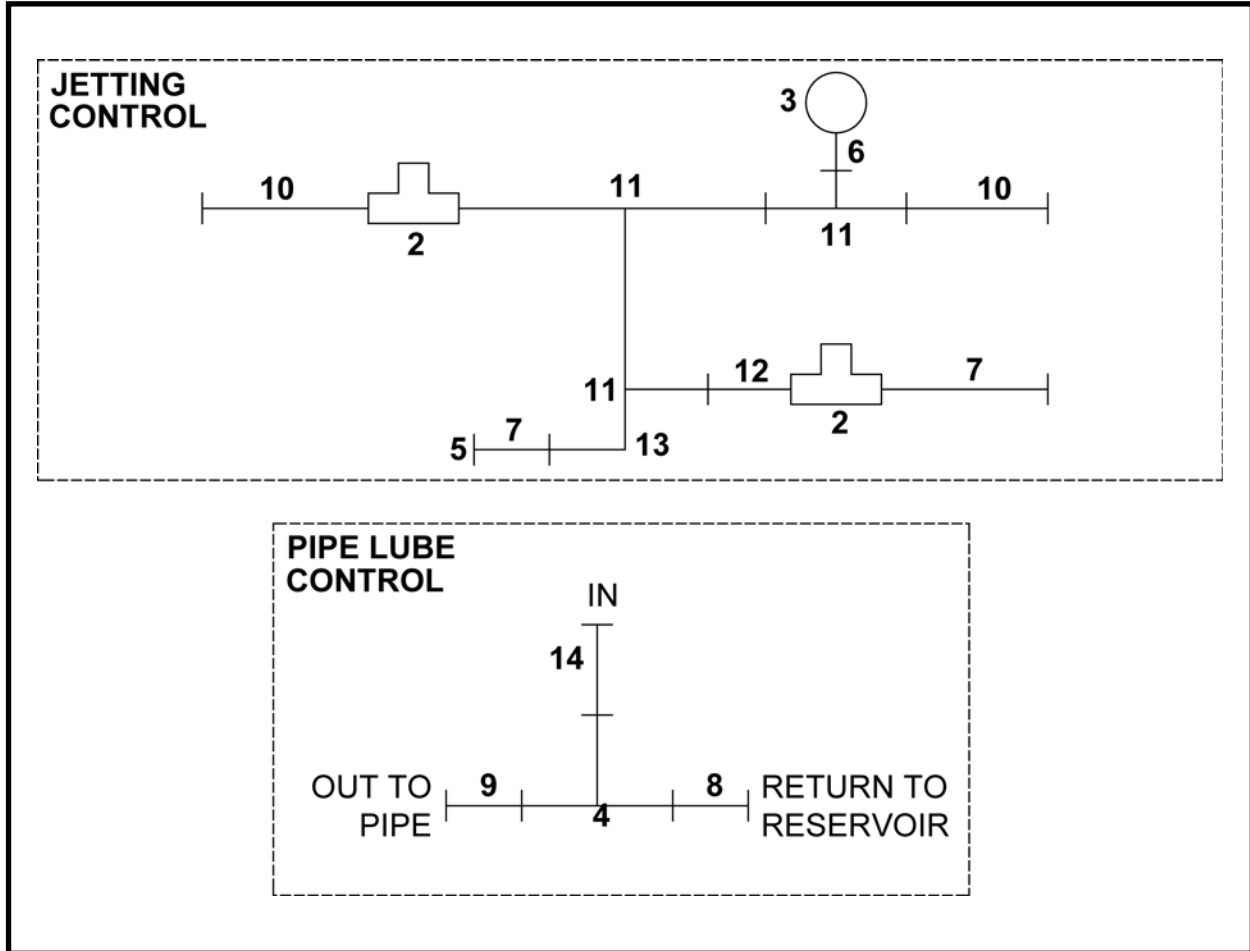 JETTING
CONTROL
3
6
10
11
10
2
11
11
12
7
2
5
7
13
PIPE LUBE
CONTROL
IN
14
OUT TO
PIPE
9
4
8
RETURN TO
RESERVOIR